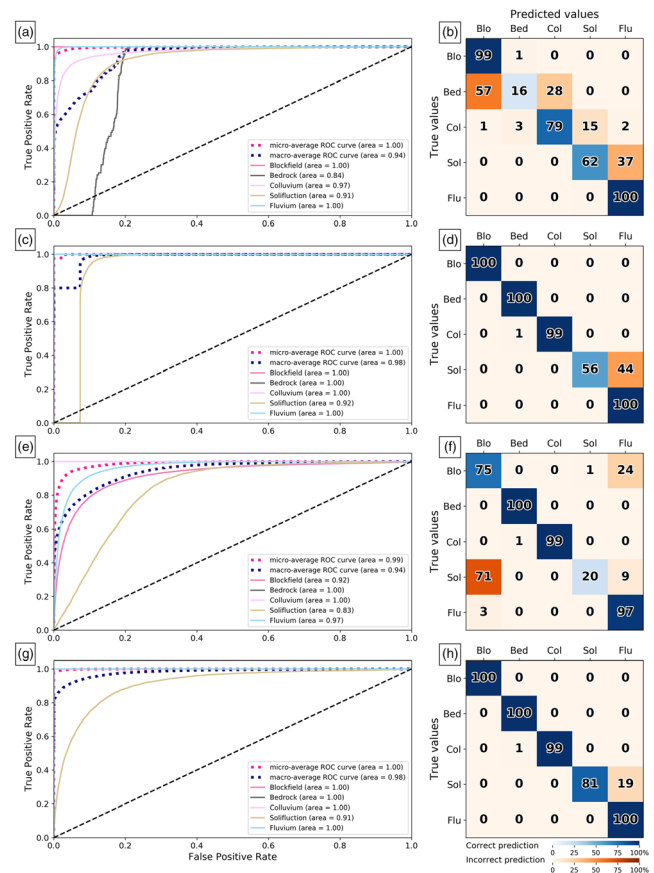 Predicted values
(a)
1.0
0.8
0.6
0.4
0.2
0.0
True Positive Rate
0.0 0.2 0.4 0.6 0.8 1.0
micro-average ROC curve (area = 1.00)
macro-average ROC curve (area = 0.94)
Blockfield (area = 1.00)
Bedrock (area = 0.84)
Colluvium (area = 0.97)
Solifluction (area = 0.91)
Fluvium (area = 1.00)
(b)
Blo Bed Col Sol Flu
True values
Blo 99 1 0 0 0
Bed 57 16 28 0 0
Col 1 3 79 15 2
Sol 0 0 0 62 37
Flu 0 0 0 0 100
(c)
1.0
0.8
0.6
0.4
0.2
0.0
True Positive Rate
0.0 0.2 0.4 0.6 0.8 1.0
micro-average ROC curve (area = 1.00)
macro-average ROC curve (area = 0.98)
Blockfield (area = 1.00)
Bedrock (area = 1.00)
Colluvium (area = 1.00)
Solifluction (area = 0.92)
Fluvium (area = 1.00)
(d)
Blo Bed Col Sol Flu
True values
Blo 100 0 0 0 0
Bed 0 100 0 0 0
Col 0 1 99 0 0
Sol 0 0 0 56 44
Flu 0 0 0 0 100
(e)
1.0
0.8
0.6
0.4
0.2
0.0
True Positive Rate
0.0 0.2 0.4 0.6 0.8 1.0
micro-average ROC curve (area = 0.99)
macro-average ROC curve (area = 0.94)
Blockfield (area = 0.92)
Bedrock (area = 1.00)
Colluvium (area = 1.00)
Solifluction (area = 0.83)
Fluvium (area = 0.97)
(f)
Blo Bed Col Sol Flu
True values
Blo 75 0 0 1 24
Bed 0 100 0 0 0
Col 0 1 99 0 0
Sol 71 0 0 20 9
Flu 3 0 0 0 97
(g)
1.0
0.8
0.6
0.4
0.2
0.0
True Positive Rate
0.0 0.2 0.4 0.6 0.8 1.0
False Positive Rate
micro-average ROC curve (area = 1.00)
macro-average ROC curve (area = 0.98)
Blockfield (area = 1.00)
Bedrock (area = 1.00)
Colluvium (area = 1.00)
Solifluction (area = 0.91)
Fluvium (area = 1.00)
(h)
Blo Bed Col Sol Flu
True values
Blo 100 0 0 0 0
Bed 0 100 0 0 0
Col 0 1 99 0 0
Sol 0 0 0 81 19
Flu 0 0 0 0 100
Correct prediction
0 25 50 75 100%
Incorrect prediction
0 25 50 75 100%